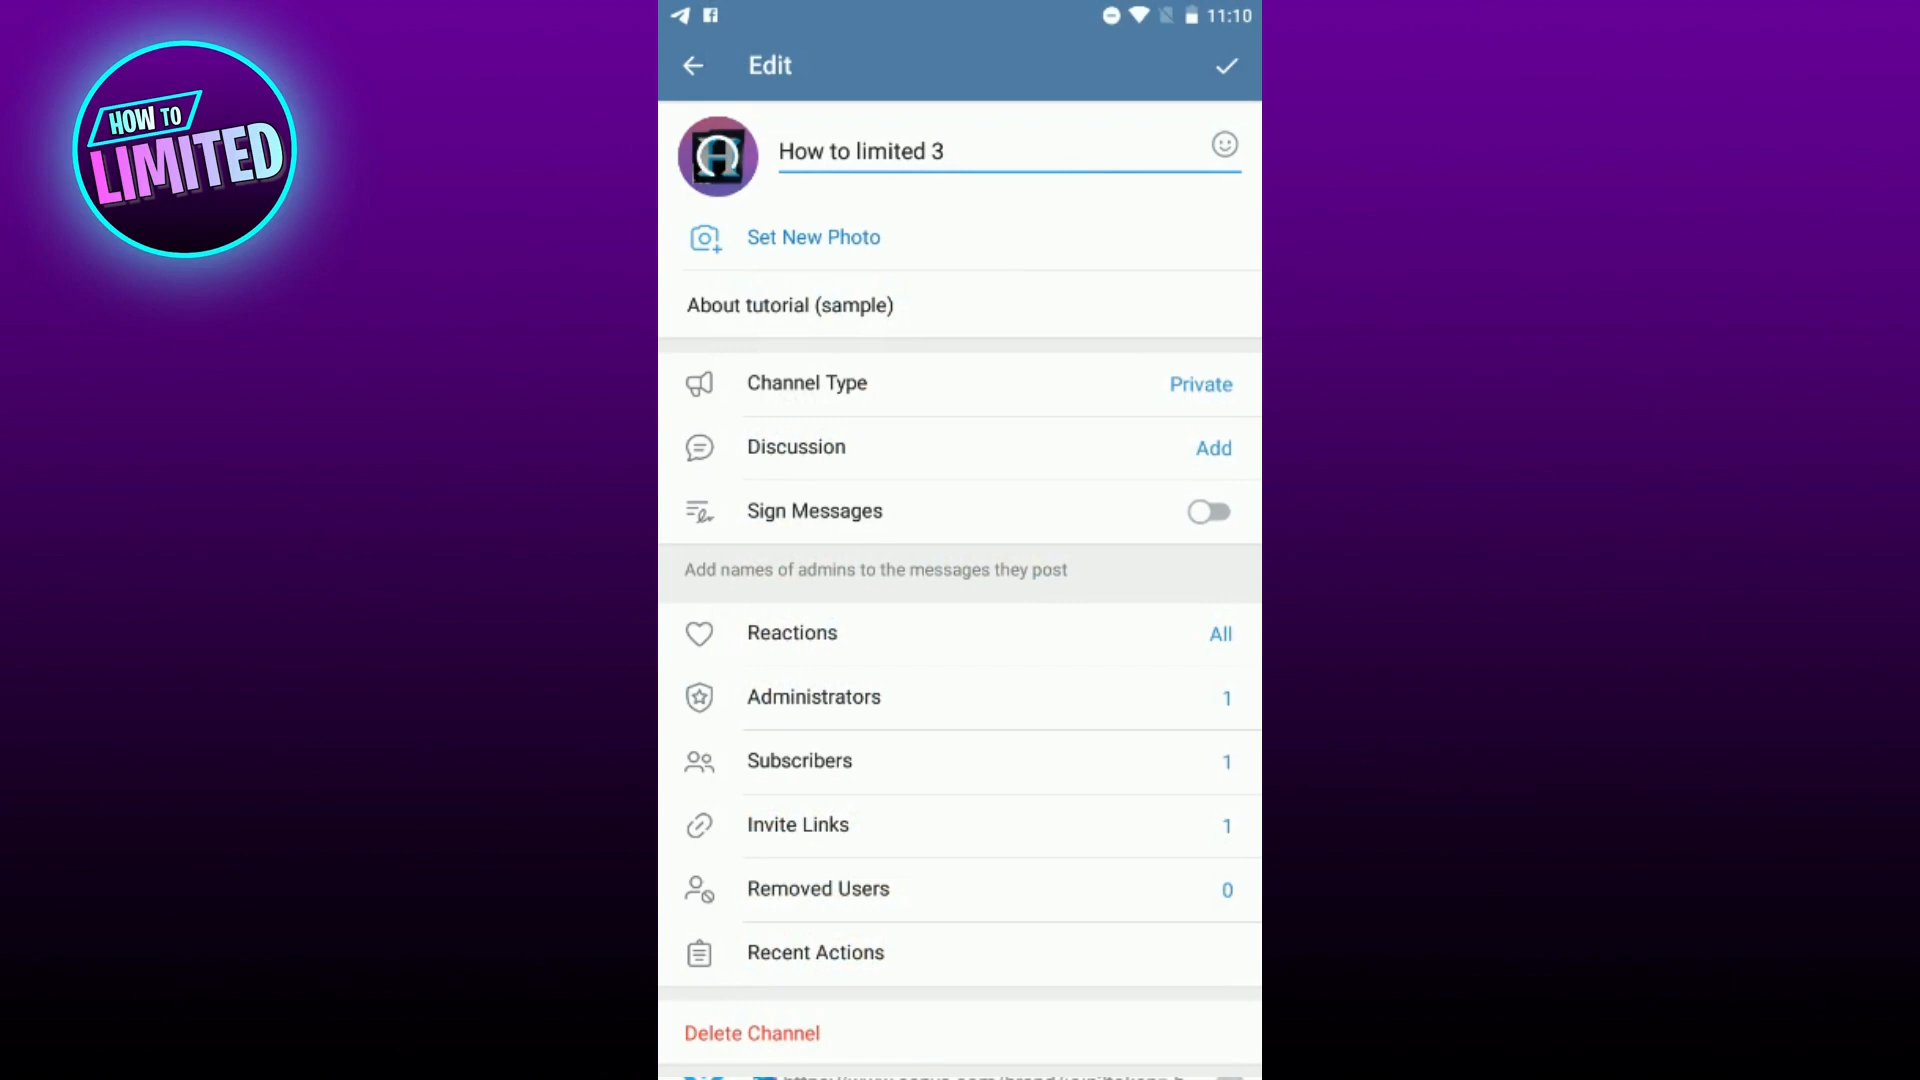 11:10
Edit
HOW TO
LIMITED
How to limited 3
Set New Photo
About tutorial (sample)
Channel Type
Private
Discussion
Add
Sign Messages
Add names of admins to the messages they post
Reactions
All
Administrators
1
Subscribers
1
Invite Links
1
Removed Users
0
Recent Actions
Delete Channel